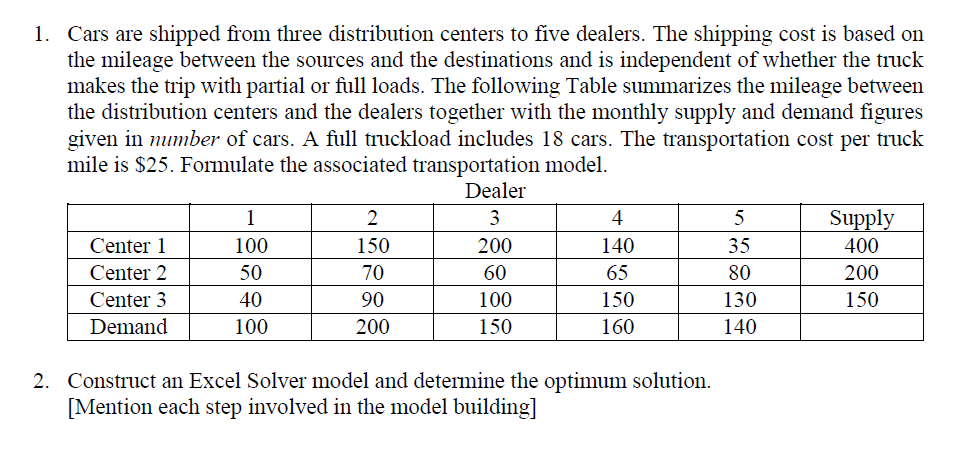 1. Cars are shipped from three distribution centers to five dealers. The shipping cost is based on
the mileage between the sources and the destinations and is independent of whether the truck
makes the trip with partial or full loads. The following Table summarizes the mileage between
the distribution centers and the dealers together with the monthly supply and demand figures
given in number of cars. A full truckload includes 18 cars. The transportation cost per truck
mile is $25. Formulate the associated transportation model.
Dealer
1 2 3 4 5 Supply
Center 1 100 150 200 140 35 400
Center 2 50 70 60 65 80 200
Center 3 40 90 100 150 130 150
Demand 100 200 150 160 140
2. Construct an Excel Solver model and determine the optimum solution.
[Mention each step involved in the model building]